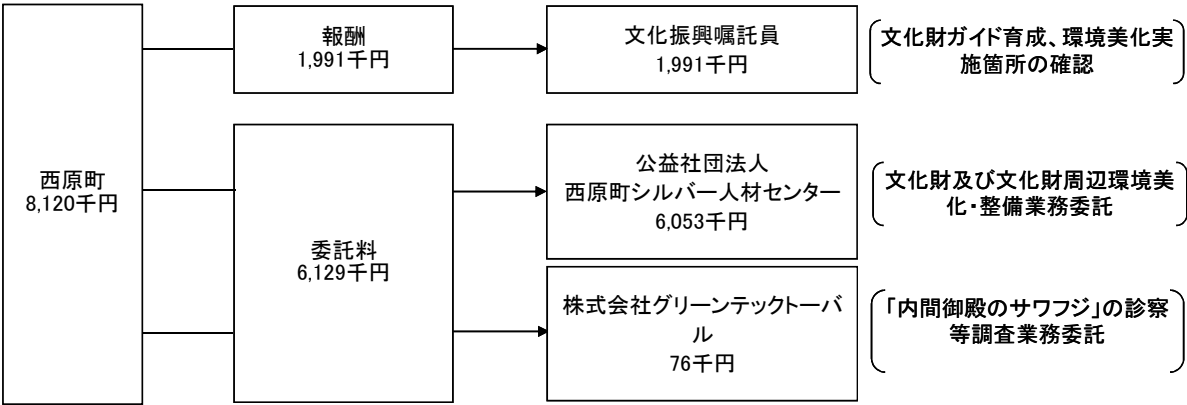 西原町
8,120千円
報酬
1,991千円
文化振興嘱託員
1,991千円
文化財ガイド育成、環境美化実
施箇所の確認
委託料
6,129千円
公益社団法人
西原町シルバー人材センター
6,053千円
文化財及び文化財周辺環境美
化・整備業務委託
株式会社グリーンテックトーバ
ル
76千円
「内間御殿のサワフジ」の診察
等調査業務委託